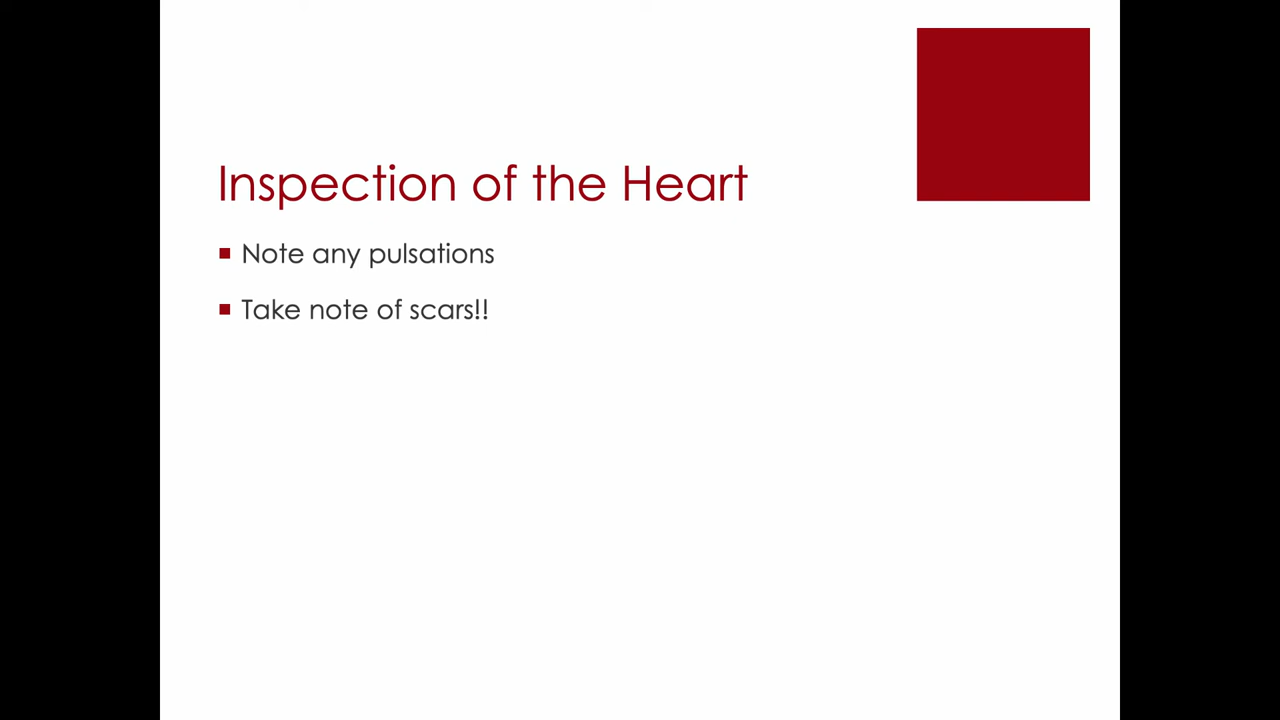 Inspection of the Heart
Note any pulsations
Take note of scars!!